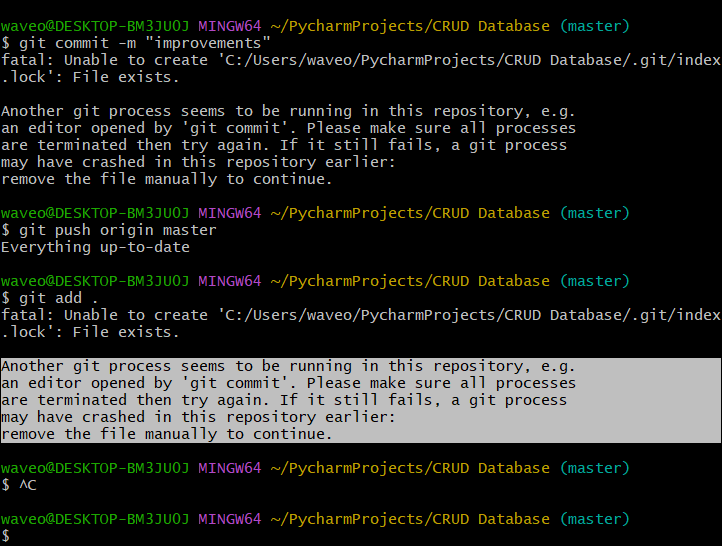 waveo@DESKTOP-BM3JU0J MINGW64 ~/PycharmProjects/CRUD Database (master)
$ git commit -m "improvements"
fatal: Unable to create 'C:/Users/waveo/PycharmProjects/CRUD Database/.git/index
.lock': File exists.
Another git process seems to be running in this repository, e.g.
an editor opened by 'git commit'. Please make sure all processes
are terminated then try again. If it still fails, a git process
may have crashed in this repository earlier:
remove the file manually to continue.
waveo@DESKTOP-BM3JU0J MINGW64 ~/PycharmProjects/CRUD Database (master)
$ git push origin master
Everything up-to-date
waveo@DESKTOP-BM3JU0J MINGW64 ~/PycharmProjects/CRUD Database (master)
$ git add .
fatal: Unable to create 'C:/Users/waveo/PycharmProjects/CRUD Database/.git/index
.lock': File exists.
Another git process seems to be running in this repository, e.g.
an editor opened by 'git commit'. Please make sure all processes
are terminated then try again. If it still fails, a git process
may have crashed in this repository earlier:
remove the file manually to continue.
waveo@DESKTOP-BM3JU0J MINGW64 ~/PycharmProjects/CRUD Database (master)
$ ^C
waveo@DESKTOP-BM3JU0J MINGW64 ~/PycharmProjects/CRUD Database (master)
$